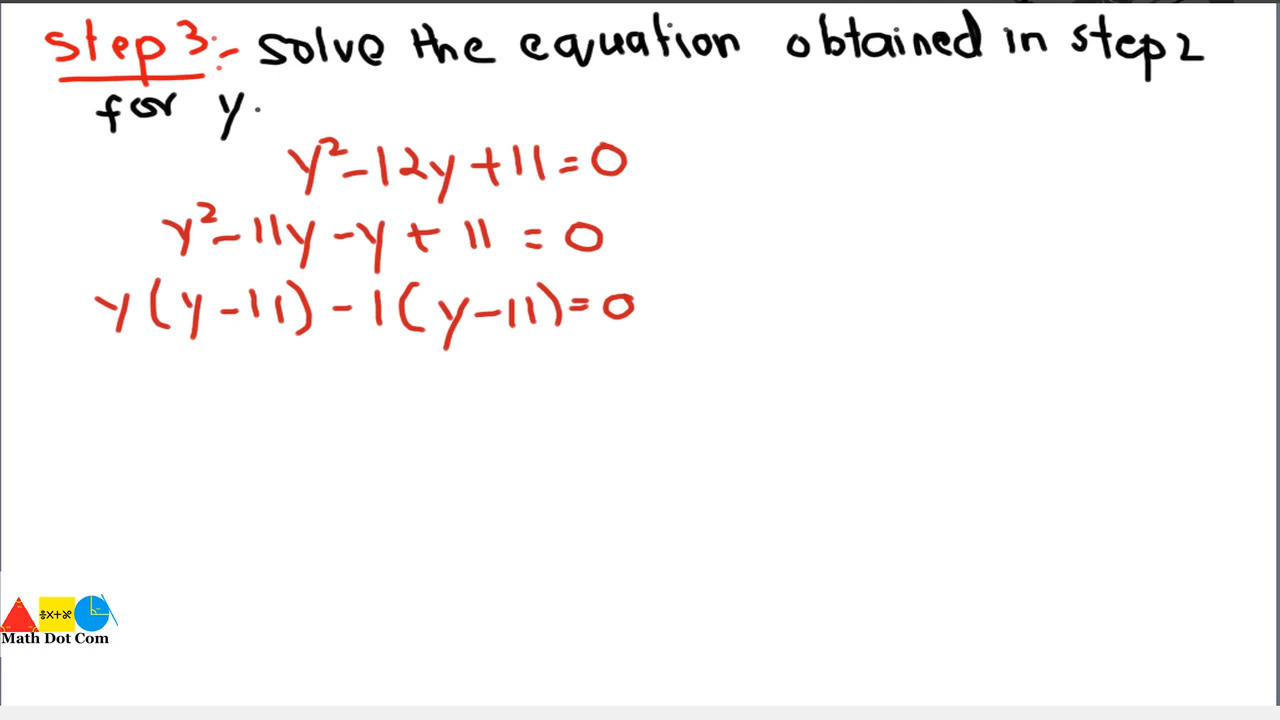 Step 3:- solve the equation obtained in step 2
for y.
y² - 12y + 11 = 0
y² - 11y - y + 11 = 0
y (y - 11) - 1 (y - 11) = 0
÷×+
Math Dot Com